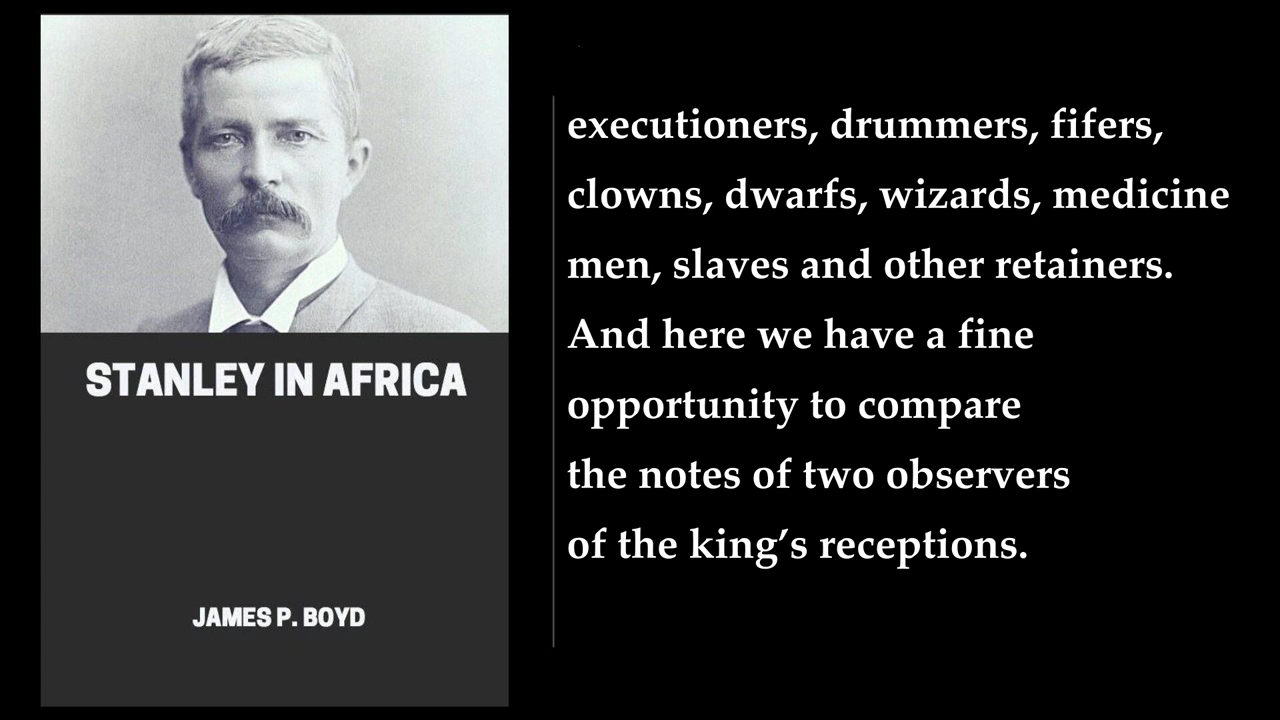 STANLEY IN AFRICA
JAMES P. BOYD
executioners, drummers, fifers,
clowns, dwarfs, wizards, medicine
men, slaves and other retainers.
And here we have a fine
opportunity to compare
the notes of two observers
of the king’s receptions.